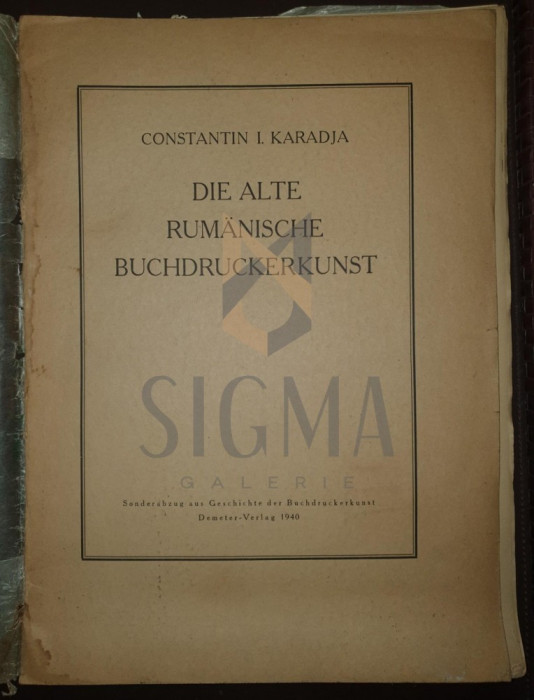 CONSTANTIN I. KARADJA
DIE ALTE
RUMÄNISCHE
BUCHDRUCKERKUNST
SIGMA
GALERIE
Sonderabzug aus Geschichte der Buchdruckerkunst
Demeter-Verlag 1940